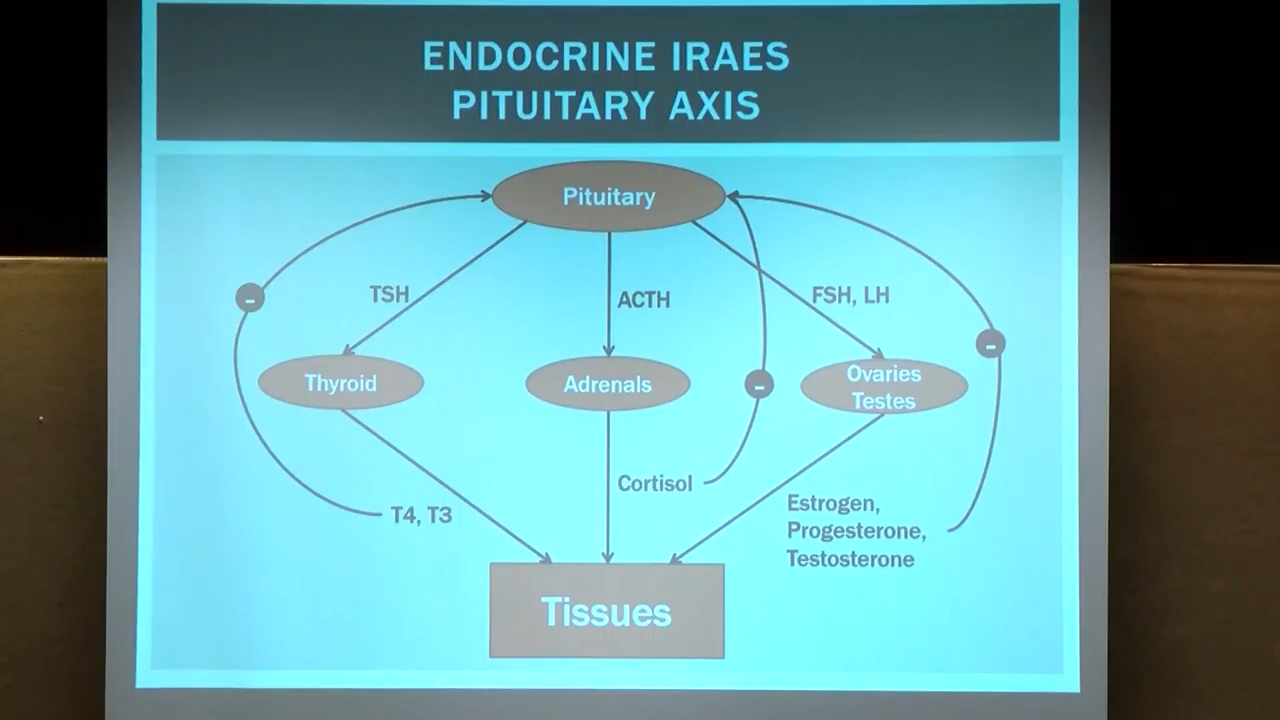 ENDOCRINE IRAES
PITUITARY AXIS
Pituitary
TSH
ACTH
FSH, LH
-
-
Thyroid
Adrenals
-
Ovaries
Testes
Cortisol
T4, T3
Estrogen,
Progesterone,
Testosterone
Tissues